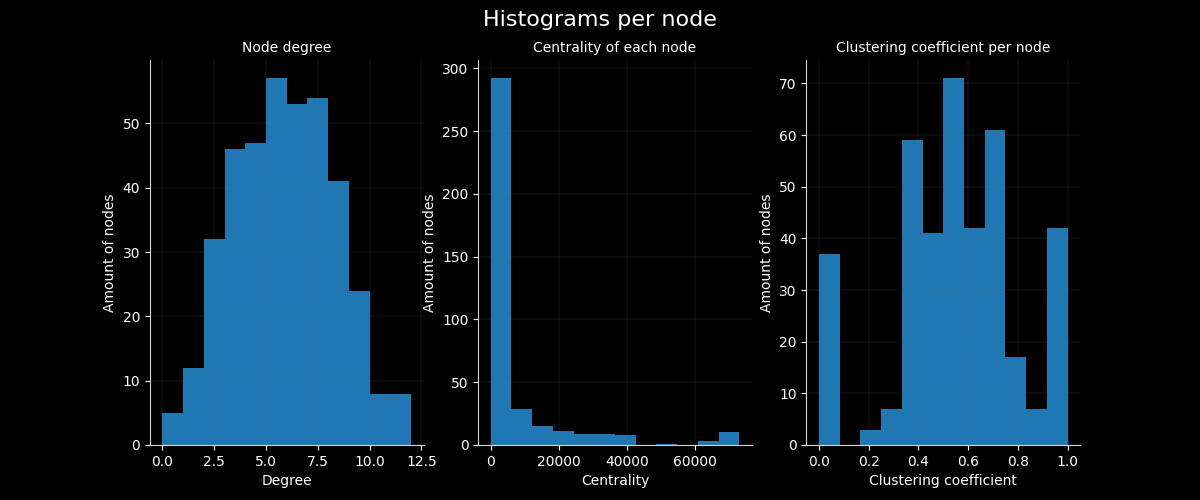 Histograms per node
Node degree
Amount of nodes
50
40
30
20
10
0
0.0 2.5 5.0 7.5 10.0 12.5
Degree
Centrality of each node
Amount of nodes
300
250
200
150
100
50
0
0 20000 40000 60000
Centrality
Clustering coefficient per node
Amount of nodes
70
60
50
40
30
20
10
0
0.0 0.2 0.4 0.6 0.8 1.0
Clustering coefficient